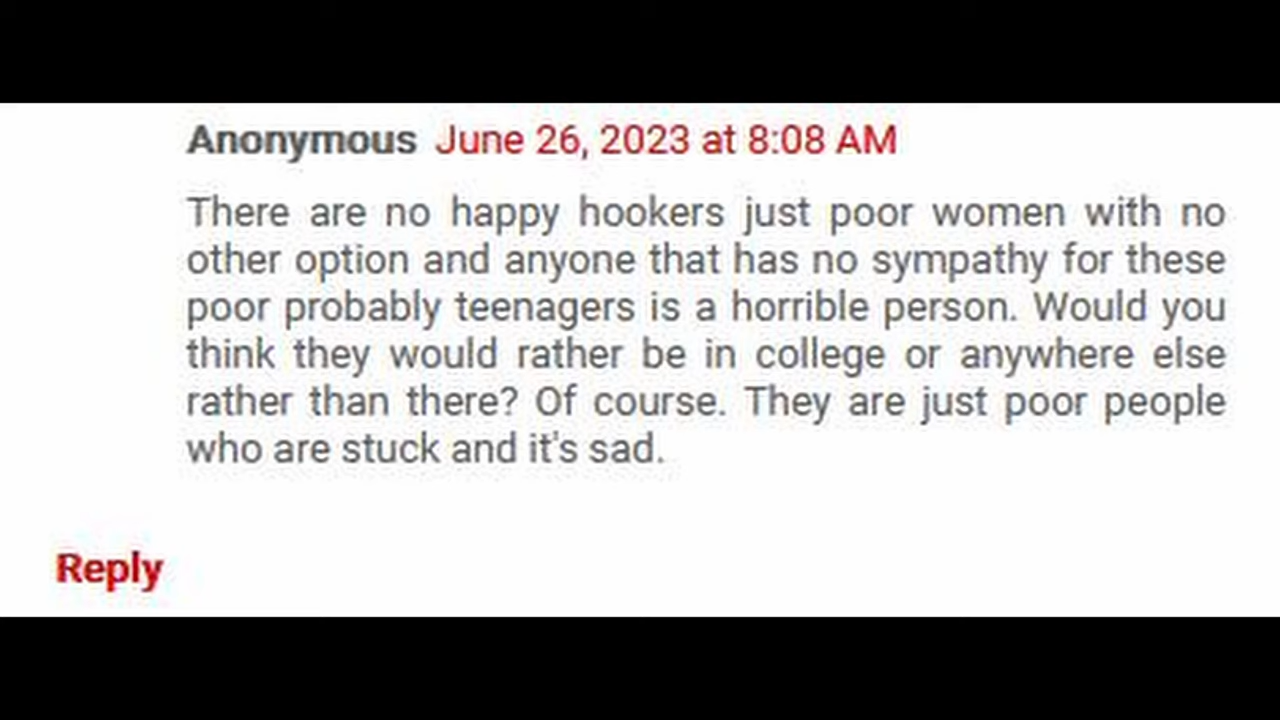 Anonymous June 26, 2023 at 8:08 AM
There are no happy hookers just poor women with no
other option and anyone that has no sympathy for these
poor probably teenagers is a horrible person. Would you
think they would rather be in college or anywhere else
rather than there? Of course. They are just poor people
who are stuck and it's sad.
Reply